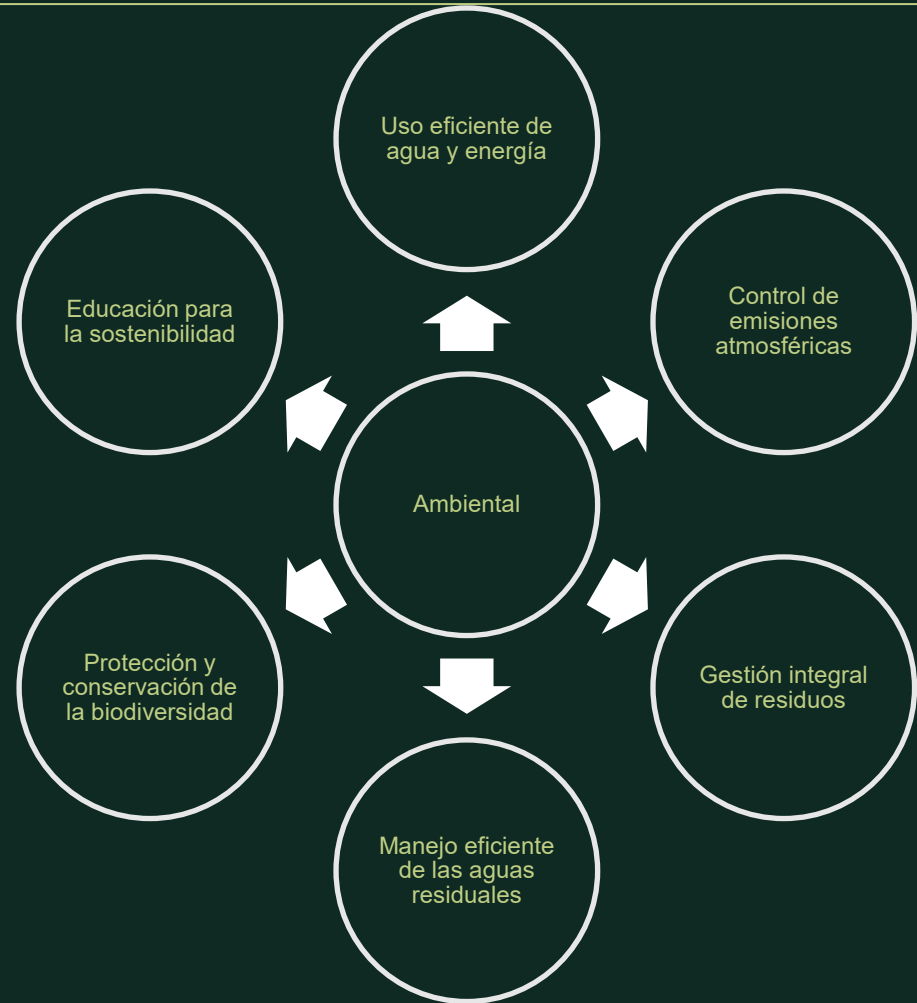 Uso eficiente de
agua y energía
Control de
emisiones
atmosféricas
Gestión integral
de residuos
Manejo eficiente
de las aguas
residuales
Protección y
conservación de
la biodiversidad
Educación para
la sostenibilidad
Ambiental